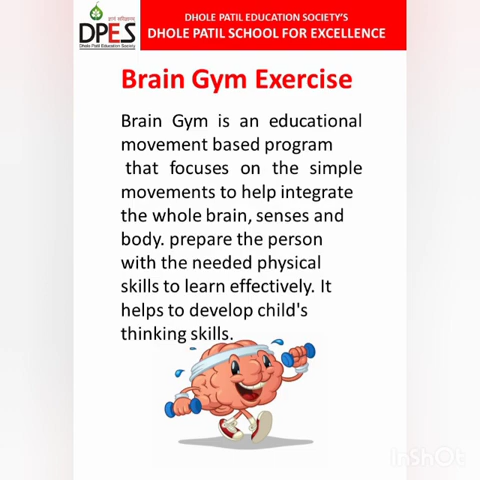 DPES
Dhole Patil Education Society
DHOLE PATIL EDUCATION SOCIETY'S
DHOLE PATIL SCHOOL FOR EXCELLENCE
Brain Gym Exercise
Brain Gym is an educational
movement based program
that focuses on the simple
movements to help integrate
the whole brain, senses and
body. prepare the person
with the needed physical
skills to learn effectively. It
helps to develop child's
thinking skills.
InShOt